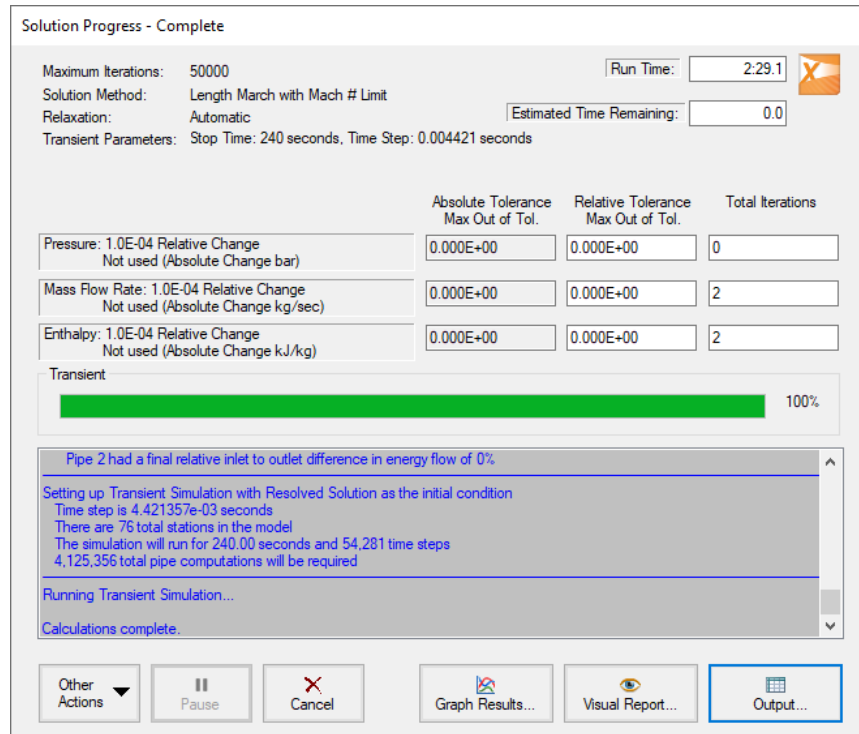 Solution Progress - Complete
Maximum Iterations: 50000
Run Time: 2:29.1
Solution Method: Length March with Mach # Limit
Relaxation: Automatic
Estimated Time Remaining: 0.0
Transient Parameters: Stop Time: 240 seconds, Time Step: 0.004421 seconds
Absolute Tolerance Relative Tolerance Total Iterations
Max Out of Tol. Max Out of Tol.
Pressure: 1.0E-04 Relative Change 0.000E+00 0.000E+00 0
Not used (Absolute Change bar)
Mass Flow Rate: 1.0E-04 Relative Change 0.000E+00 0.000E+00 2
Not used (Absolute Change kg/sec)
Enthalpy: 1.0E-04 Relative Change 0.000E+00 0.000E+00 2
Not used (Absolute Change kJ/kg)
Transient
100%
Pipe 2 had a final relative inlet to outlet difference in energy flow of 0%
Setting up Transient Simulation with Resolved Solution as the initial condition
Time step is 4.421357e-03 seconds
There are 76 total stations in the model
The simulation will run for 240.00 seconds and 54,281 time steps
4,125,356 total pipe computations will be required
Running Transient Simulation...
Calculations complete.
Other Actions
Pause
Cancel
Graph Results...
Visual Report...
Output...